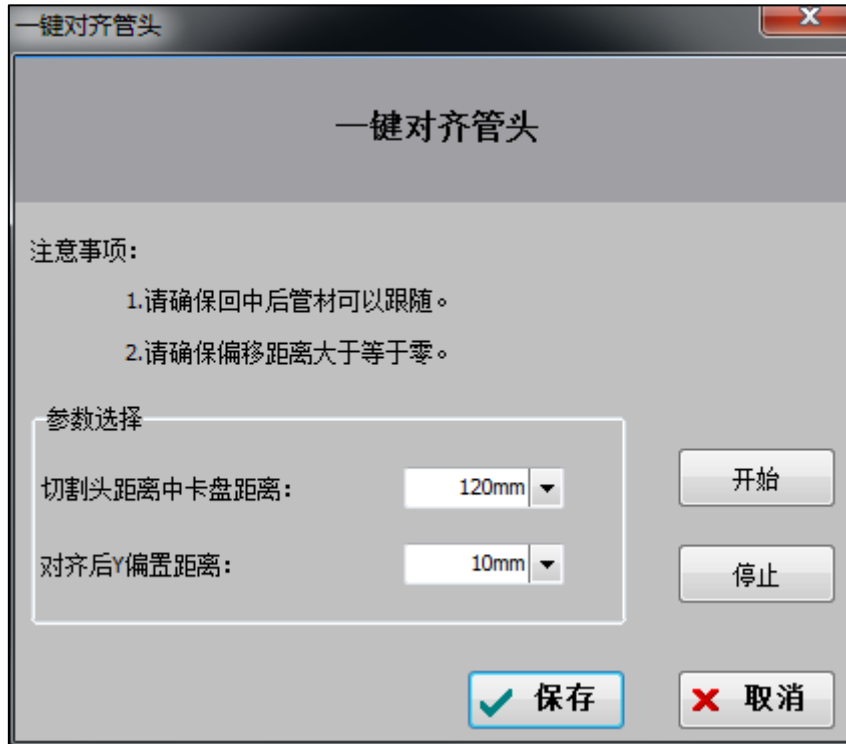 一键对齐管头
一键对齐管头
注意事项:
1.请确保回中后管材可以跟随。
2.请确保偏移距离大于等于零。
参数选择
切割头距离中卡盘距离: 120mm
开始
对齐后Y偏置距离: 10mm
停止
保存 取消